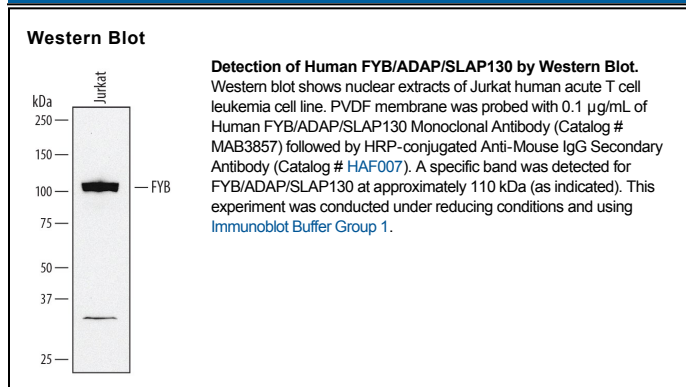 Western Blot
kDa
Jurkat
250
150
100
75
50
37
25
FYB
Detection of Human FYB/ADAP/SLAP130 by Western Blot.
Western blot shows nuclear extracts of Jurkat human acute T cell
leukemia cell line. PVDF membrane was probed with 0.1 µg/mL of
Human FYB/ADAP/SLAP130 Monoclonal Antibody (Catalog #
MAB3857) followed by HRP-conjugated Anti-Mouse IgG Secondary
Antibody (Catalog # HAF007). A specific band was detected for
FYB/ADAP/SLAP130 at approximately 110 kDa (as indicated). This
experiment was conducted under reducing conditions and using
Immunoblot Buffer Group 1.